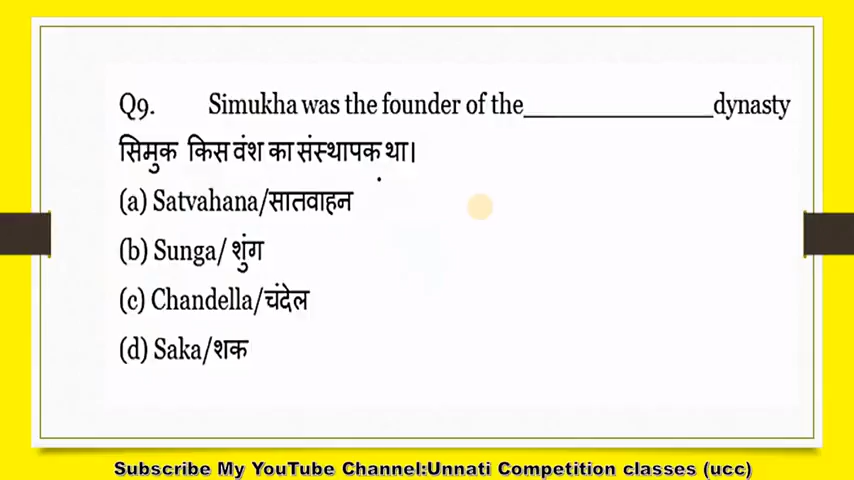 Q9. Simukha was the founder of the______________dynasty
सिमुक किस वंश का संस्थापक था।
(a) Satvahana/सातवाहन
(b) Sunga/ शुंग
(c) Chandella/चंदेल
(d) Saka/शक
Subscribe My YouTube Channel:Unnati Competition classes (ucc)